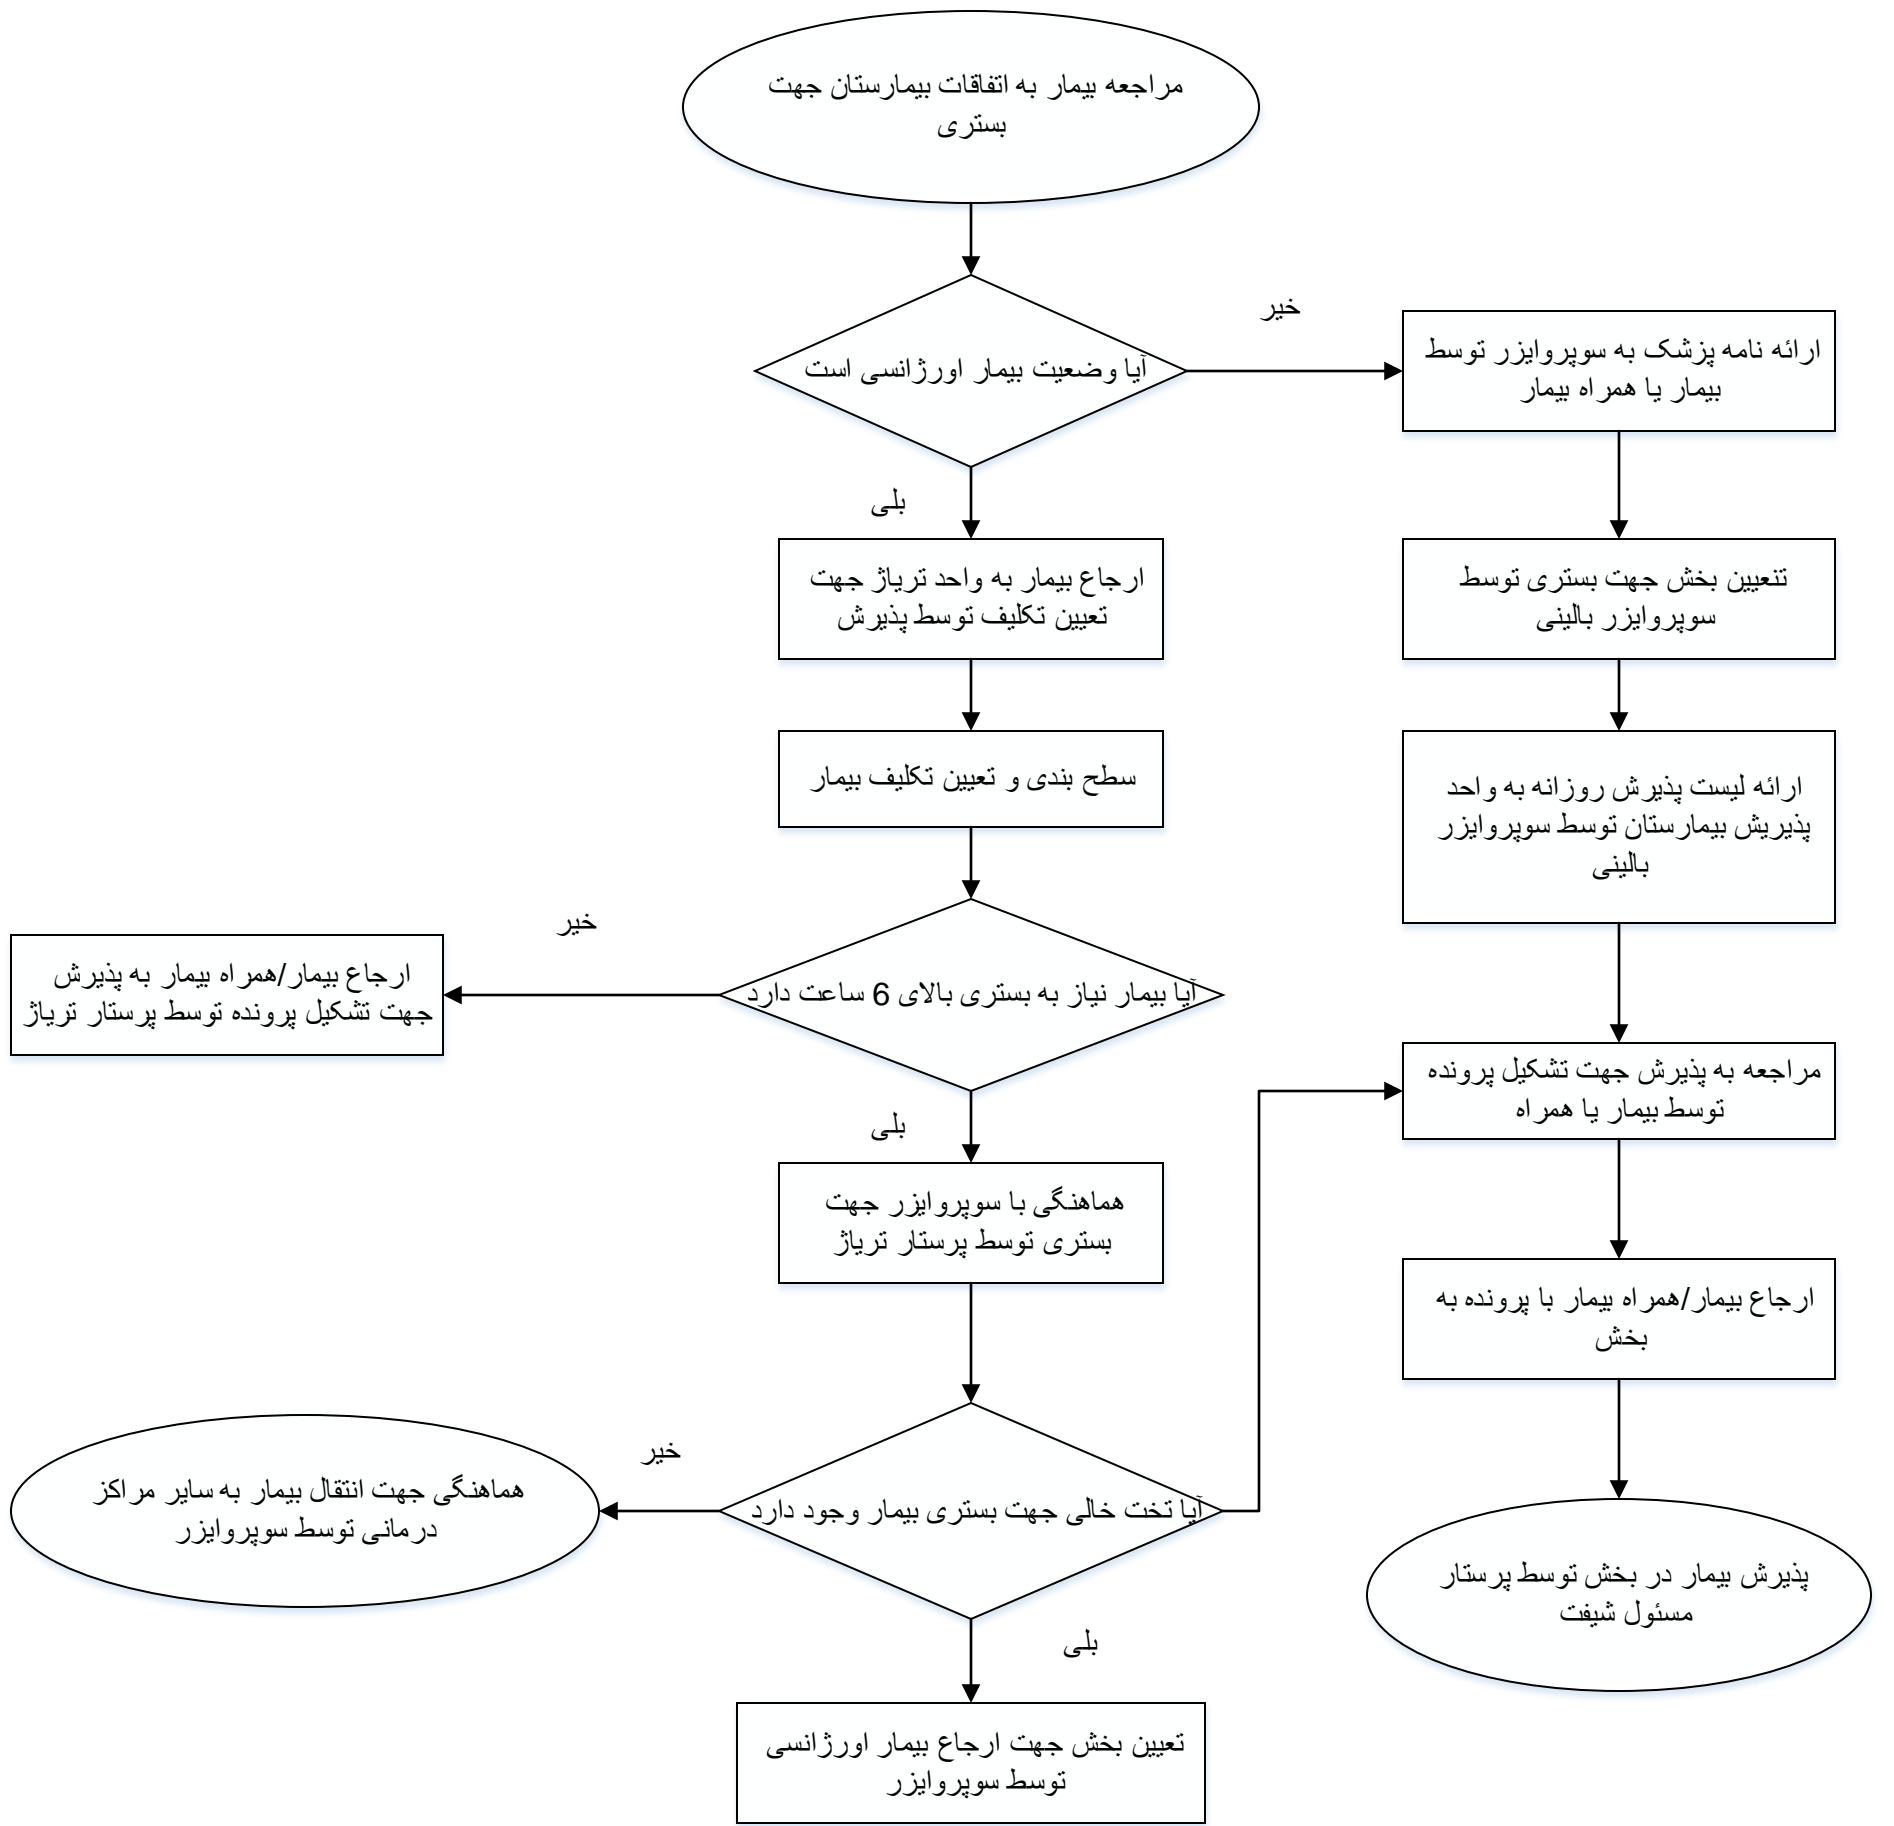 مراجعه بیمار به اتفاقات بیمارستان جهت
بستری
آیا وضعیت بیمار اورژانسی است
خیر
ارائه نامه پزشک به سوپروایزر توسط
بیمار یا همراه بیمار
بلی
ارجاع بیمار به واحد تریاژ جهت
تعیین تکلیف توسط پذیرش
تنعیین بخش جهت بستری توسط
سوپروایزر بالینی
سطح بندی و تعیین تکلیف بیمار
ارائه لیست پذیرش روزانه به واحد
پذیریش بیمارستان توسط سوپروایزر
بالینی
آیا بیمار نیاز به بستری بالای 6 ساعت دارد
خیر
ارجاع بیمار/همراه بیمار به پذیرش
جهت تشکیل پرونده توسط پرستار تریاژ
مراجعه به پذیرش جهت تشکیل پرونده
توسط بیمار یا همراه
بلی
هماهنگی با سوپروایزر جهت
بستری توسط پرستار تریاژ
ارجاع بیمار/همراه بیمار با پرونده به
بخش
آیا تخت خالی جهت بستری بیمار وجود دارد
خیر
هماهنگی جهت انتقال بیمار به سایر مراکز
درمانی توسط سوپروایزر
پذیرش بیمار در بخش توسط پرستار
مسئول شیفت
بلی
تعیین بخش جهت ارجاع بیمار اورژانسی
توسط سوپروایزر